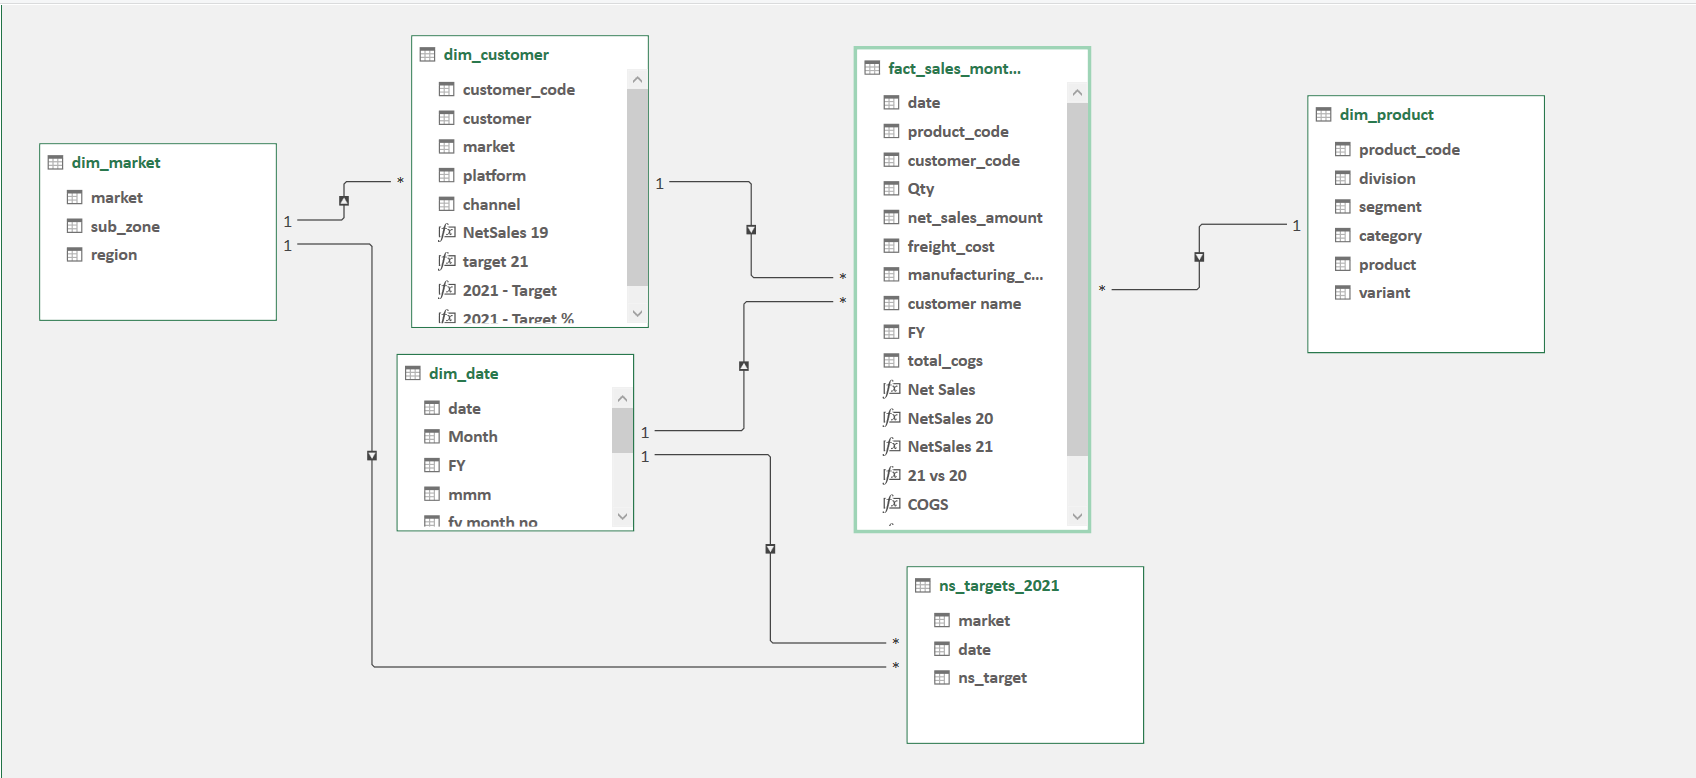 dim_market
market
sub_zone
region
1
1
dim_customer
customer_code
customer
market
platform
channel
NetSales 19
target 21
2021 - Target
2021 - Target %
*
1
dim_date
date
Month
FY
mmm
fy month no
1
1
fact_sales_mont...
date
product_code
customer_code
Qty
net_sales_amount
freight_cost
manufacturing_c...
customer name
FY
total_cogs
Net Sales
NetSales 20
NetSales 21
21 vs 20
COGS
*
*
*
dim_product
product_code
division
segment
category
product
variant
1
ns_targets_2021
market
date
ns_target
*
*